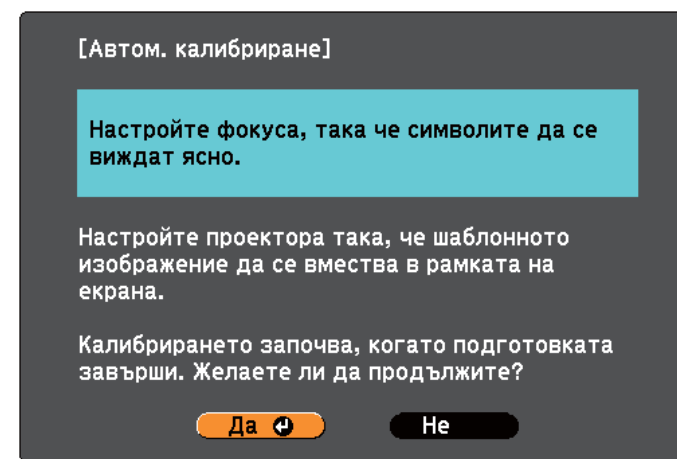 [Автом. калибриране]
Настройте фокуса, така че символите да се
виждат ясно.
Настройте проектора така, че шаблонното
изображение да се вмества в рамката на
екрана.
Калибрирането започва, когато подготовката
завърши. Желаете ли да продължите?
Да
Не